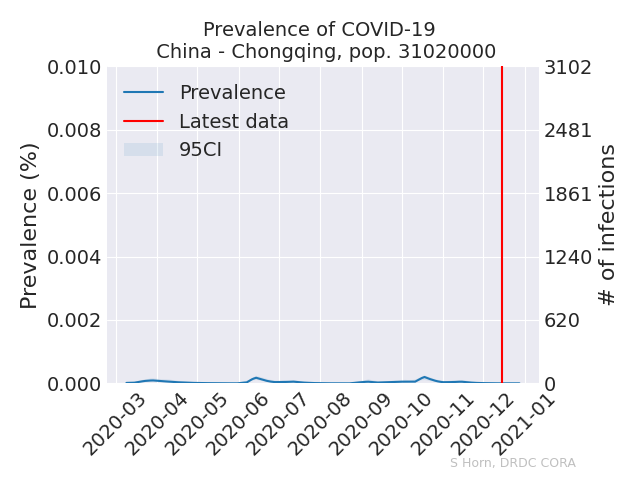 Prevalence of COVID-19
China - Chongqing, pop. 31020000
Prevalence
Latest data
95CI
Prevalence (%)
0.010
0.008
0.006
0.004
0.002
0.000
3102
2481
1861
1240
620
0
# of infections
2020-03
2020-04
2020-05
2020-06
2020-07
2020-08
2020-09
2020-10
2020-11
2020-12
2021-01
S Horn, DRDC CORA